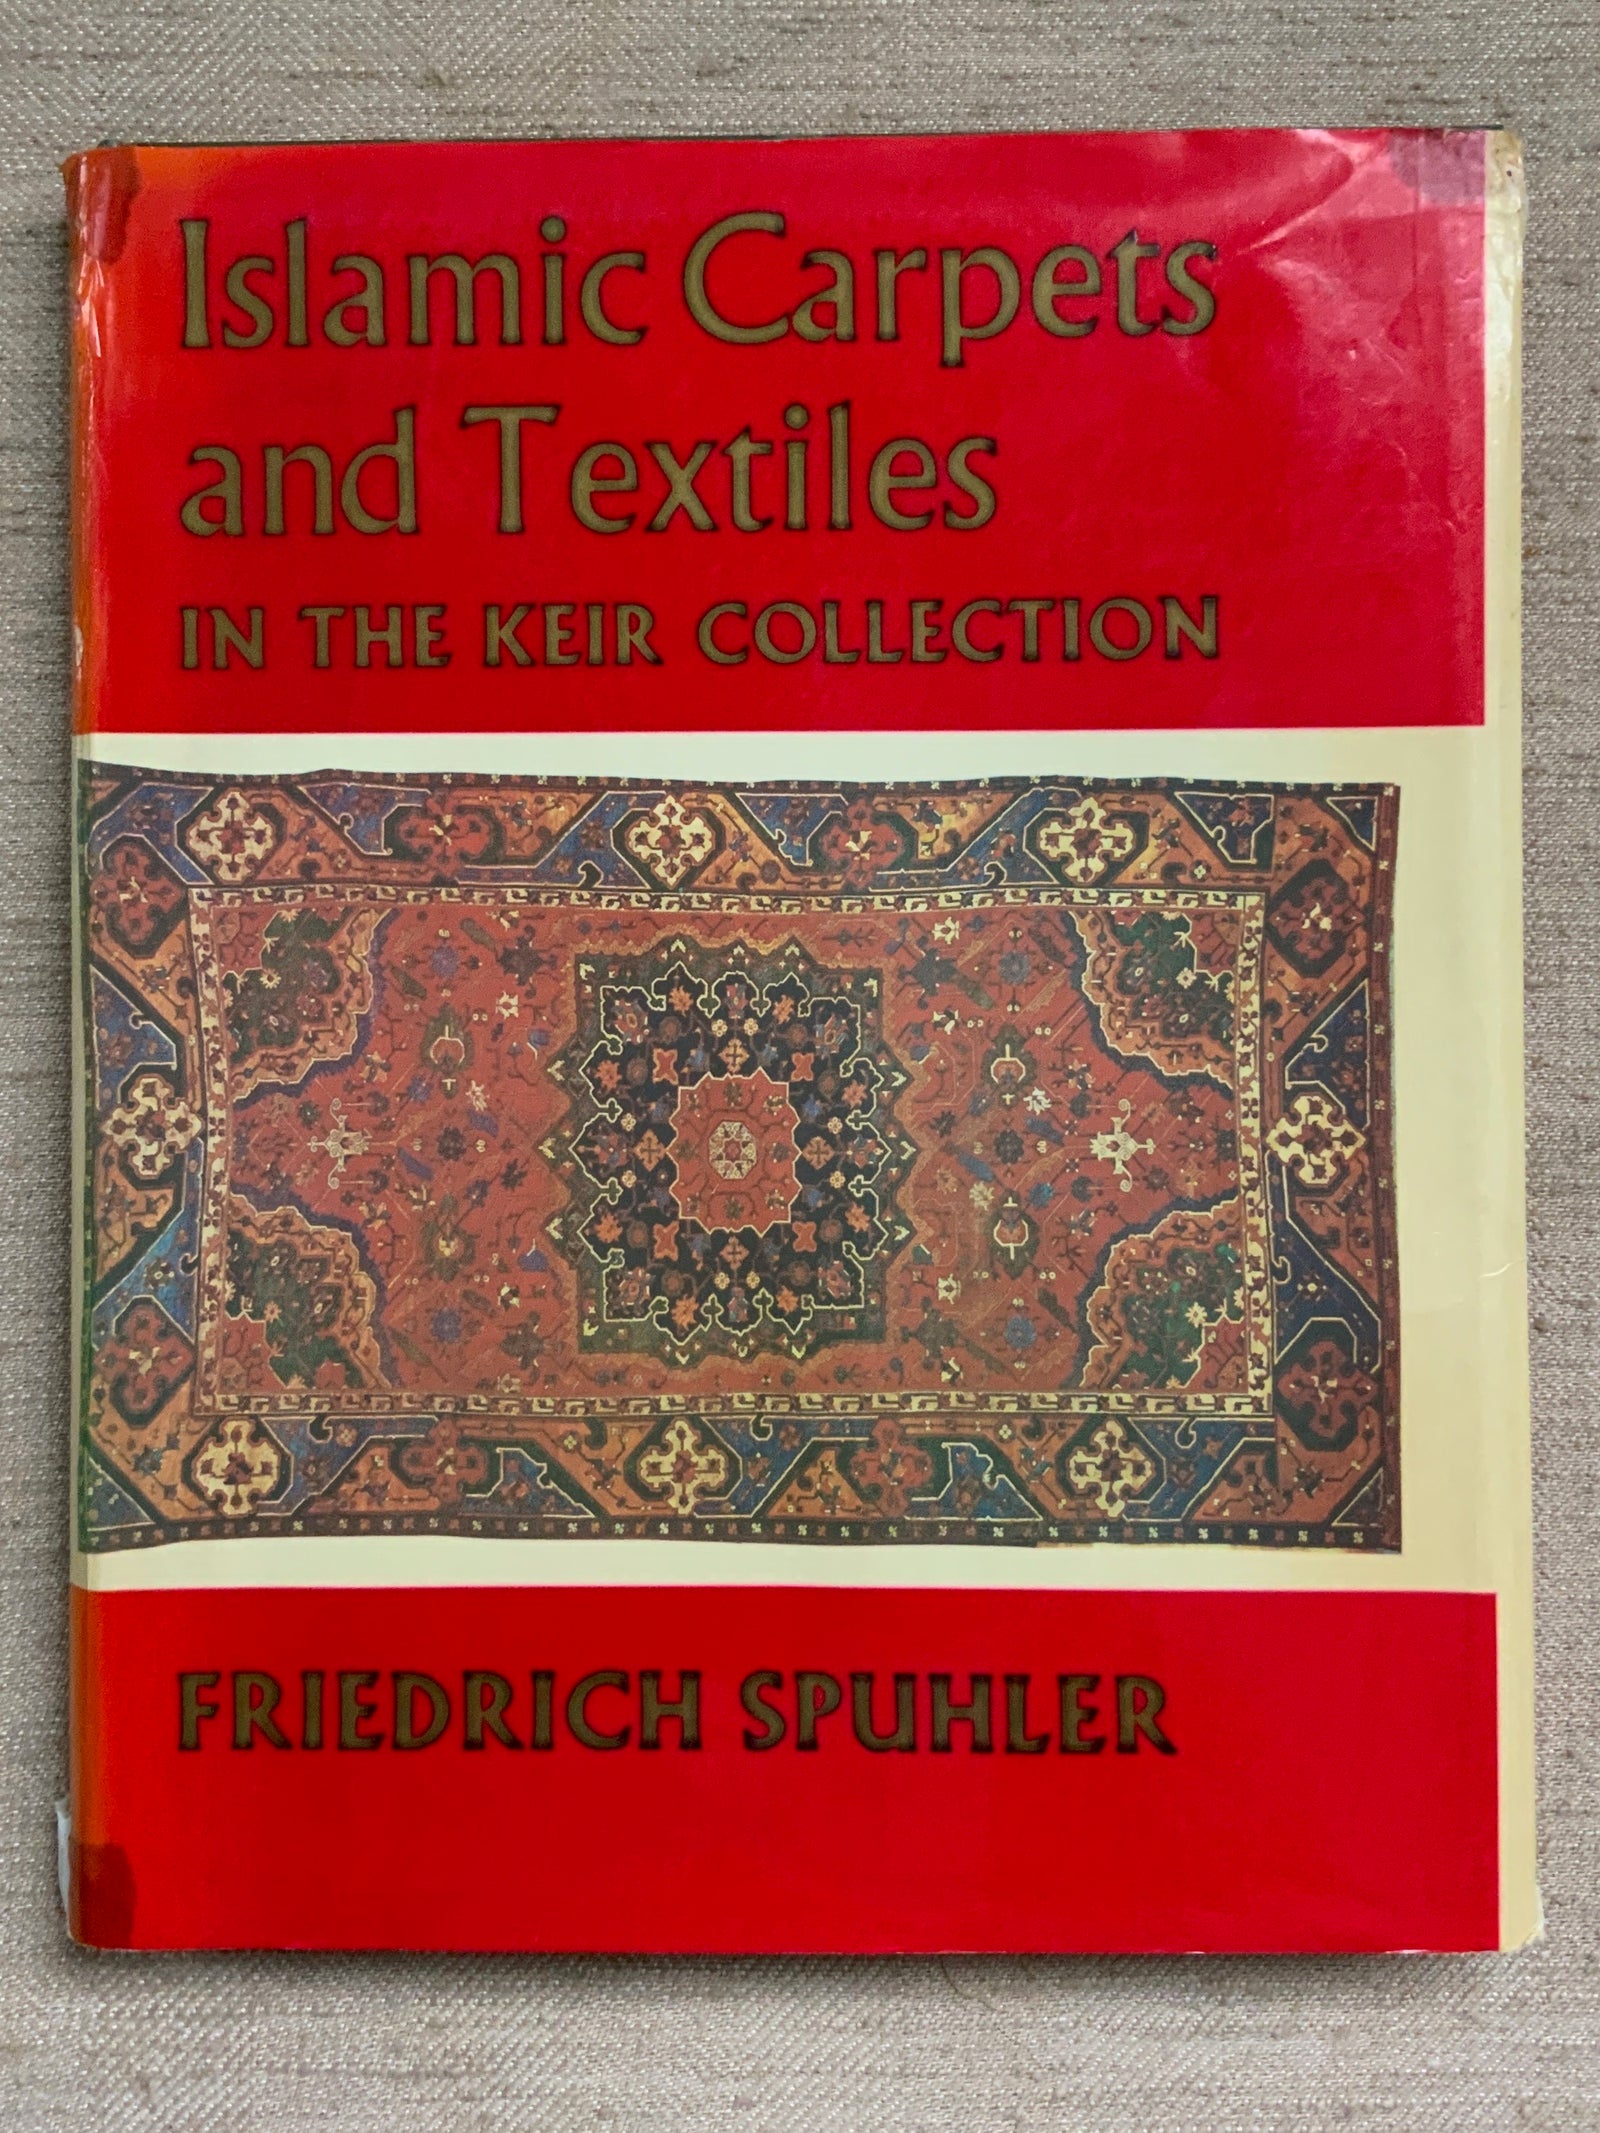 Islamic Carpets
and Textiles
IN THE KEIR COLLECTION
FRIEDRICH SPUHLER